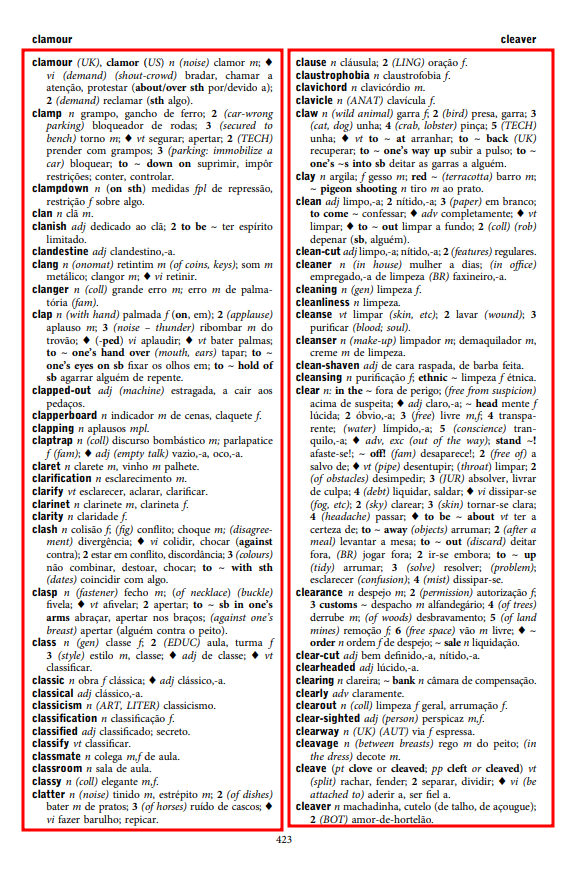 clamour
cleaver
clamour (UK), clamor (US) n (noise) clamor m; ♦
vi (demand) (shout-crowd) bradar, chamar a
atenção, protestar (about/over sth por/devido a);
2 (demand) reclamar (sth algo).
clamp n grampo, gancho de ferro; 2 (car-wrong
parking) bloqueador de rodas; 3 (secured to
bench) torno m; ♦ vt segurar; apertar; 2 (TECH)
prender com grampos; 3 (parking: immobilize a
car) bloquear; to ~ down on suprimir, impôr
restrições; conter, controlar.
clampdown n (on sth) medidas fpl de repressão,
restrição f sobre algo.
clan n clã m.
clanish adj dedicado ao clã; 2 to be ~ ter espírito
limitado.
clandestine adj clandestino,-a.
clang n (onomat) retintim m (of coins, keys); som m
metálico; clangor m; ♦ vi retinir.
clanger n (coll) grande erro m; erro m de palma-
tória (fam).
clap n (with hand) palmada f (on, em); 2 (applause)
aplauso m; 3 (noise – thunder) ribombar m do
trovão; ♦ (-ped) vi aplaudir; ♦ vt bater palmas;
to ~ one's hand over (mouth, ears) tapar; to ~
one's eyes on sb fixar os olhos em; to ~ hold of
sb agarrar alguém de repente.
clapped-out adj (machine) estragada, a cair aos
pedaços.
clapperboard n indicador m de cenas, claquete f.
clapping n aplausos mpl.
claptrap n (coll) discurso bombástico m; parlapatice
f (fam); ♦ adj (empty talk) vazio,-a, oco,-a.
claret n clarete m, vinho m palhete.
clarification n esclarecimento m.
clarify vt esclarecer, aclarar, clarificar.
clarinet n clarinete m, clarineta f.
clarity n claridade f.
clash n colisão f; (fig) conflito; choque m; (disagree-
ment) divergência; ♦ vi colidir, chocar (against
contra); 2 estar em conflito, discordância; 3 (colours)
não combinar, destoar, chocar; to ~ with sth
(dates) coincidir com algo.
clasp n (fastener) fecho m; (of necklace) (buckle)
fivela; ♦ vt afivelar; 2 apertar; to ~ sb in one's
arms abraçar, apertar nos braços; (against one's
breast) apertar (alguém contra o peito).
class n (gen) classe f; 2 (EDUC) aula, turma f
3 (style) estilo m, classe; ♦ adj de classe; ♦ vt
classificar.
classic n obra f clássica; ♦ adj clássico,-a.
classical adj clássico,-a.
classicism n (ART, LITER) classicismo.
classification n classificação f.
classified adj classificado; secreto.
classify vt classificar.
classmate n colega m,f de aula.
classroom n sala de aula.
classy n (coll) elegante m,f.
clatter n (noise) tinido m, estrépito m; 2 (of dishes)
bater m de pratos; 3 (of horses) ruído de cascos; ♦
vi fazer barulho; repicar.
clause n cláusula; 2 (LING) oração f.
claustrophobia n claustrofobia f.
clavichord n clavicórdio m.
clavicle n (ANAT) clavícula f.
claw n (wild animal) garra f; 2 (bird) presa, garra; 3
(cat, dog) unha; 4 (crab, lobster) pinça; 5 (TECH)
unha; ♦ vt to ~ at arranhar; to ~ back (UK)
recuperar; to ~ one's way up subir a pulso; to ~
one's ~s into sb deitar as garras a alguém.
clay n argila; f gesso m; red ~ (terracotta) barro m;
~ pigeon shooting n tiro m ao prato.
clean adj limpo,-a; 2 nítido,-a; 3 (paper) em branco;
to come ~ confessar; ♦ adv completamente; ♦ vt
limpar; ♦ to ~ out limpar a fundo; 2 (coll) (rob)
depenar (sb, alguém).
clean-cut adj limpo,-a; nítido,-a; 2 (features) regulares.
cleaner n (in house) mulher a dias; (in office)
empregado,-a de limpeza (BR) faxineiro,-a.
cleaning n (gen) limpeza f.
cleanliness n limpeza.
cleanse vt limpar (skin, etc); 2 lavar (wound); 3
purificar (blood; soul).
cleanser n (make-up) limpador m; demaquilador m,
creme m de limpeza.
clean-shaven adj de cara raspada, de barba feita.
cleansing n purificação f; ethnic ~ limpeza f étnica.
clear n: in the ~ fora de perigo; (free from suspicion)
acima de suspeita; ♦ adj claro,-a; ~ head mente f
lúcida; 2 óbvio,-a; 3 (free) livre m,f; 4 transpa-
rente; (water) límpido,-a; 5 (conscience) tran-
quilo,-a; ♦ adv, exc (out of the way); stand ~!
afaste-se!; ~ off! (fam) desaparece!; 2 (free of) a
salvo de; ♦ vt (pipe) desentupir; (throat) limpar; 2
(of obstacles) desimpedir; 3 (JUR) absolver, livrar
de culpa; 4 (debt) liquidar, saldar; ♦ vi dissipar-se
(fog, etc); 2 (sky) clarear; 3 (skin) tornar-se clara;
4 (headache) passar; ♦ to be ~ about vt ter a
certeza de; to ~ away (objects) arrumar; 2 (after a
meal) levantar a mesa; to ~ out (discard) deitar
fora, (BR) jogar fora; 2 ir-se embora; to ~ up
(tidy) arrumar; 3 (solve) resolver, (problem);
esclarecer (confusion); 4 (mist) dissipar-se.
clearance n despejo m; 2 (permission) autorização f;
3 customs ~ despacho m alfandegário; 4 (of trees)
derrube m; (of woods) desbravamento; 5 (of land
mines) remoção f; 6 (free space) vão m livre; ♦ ~
order n ordem f de despejo; ~ sale n liquidação.
clear-cut adj bem definido,-a, nítido,-a.
clearheaded adj lúcido,-a.
clearing n clareira; ~ bank n câmara de compensação.
clearly adv claramente.
clearout n (coll) limpeza f geral, arrumação f.
clear-sighted adj (person) perspicaz m,f.
clearway n (UK) (AUT) via f expressa.
cleavage n (between breasts) rego m do peito; (in
the dress) decote m.
cleave (pt clove or cleaved; pp cleft or cleaved) vt
(split) rachar, fender; 2 separar, dividir; ♦ vi (be
attached to) aderir a, ser fiel a.
cleaver n machadinha, cutelo (de talho, de açougue);
2 (BOT) amor-de-hortelão.
423